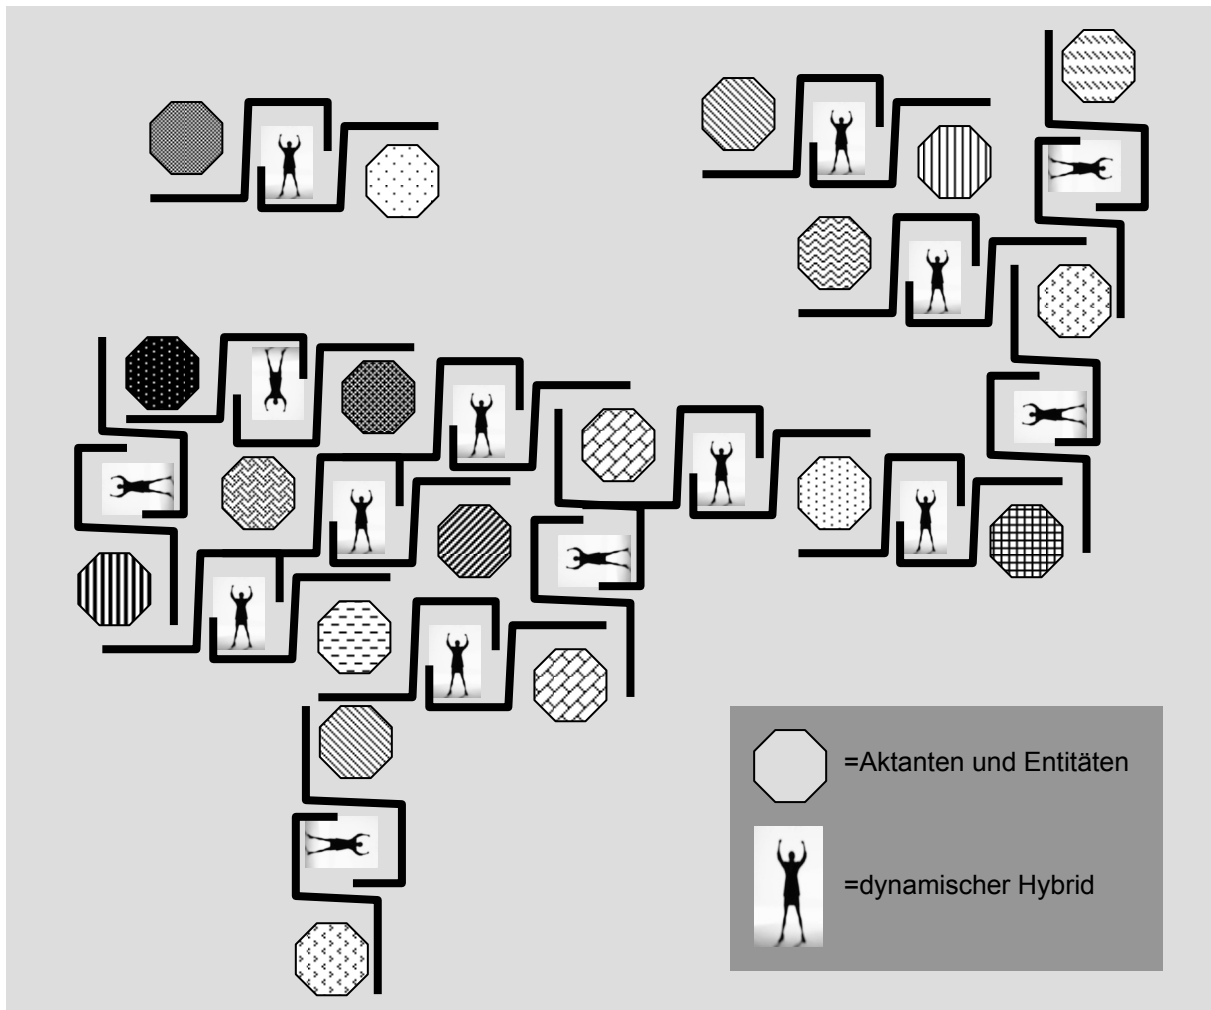 =Aktanten und Entitäten
=dynamischer Hybrid